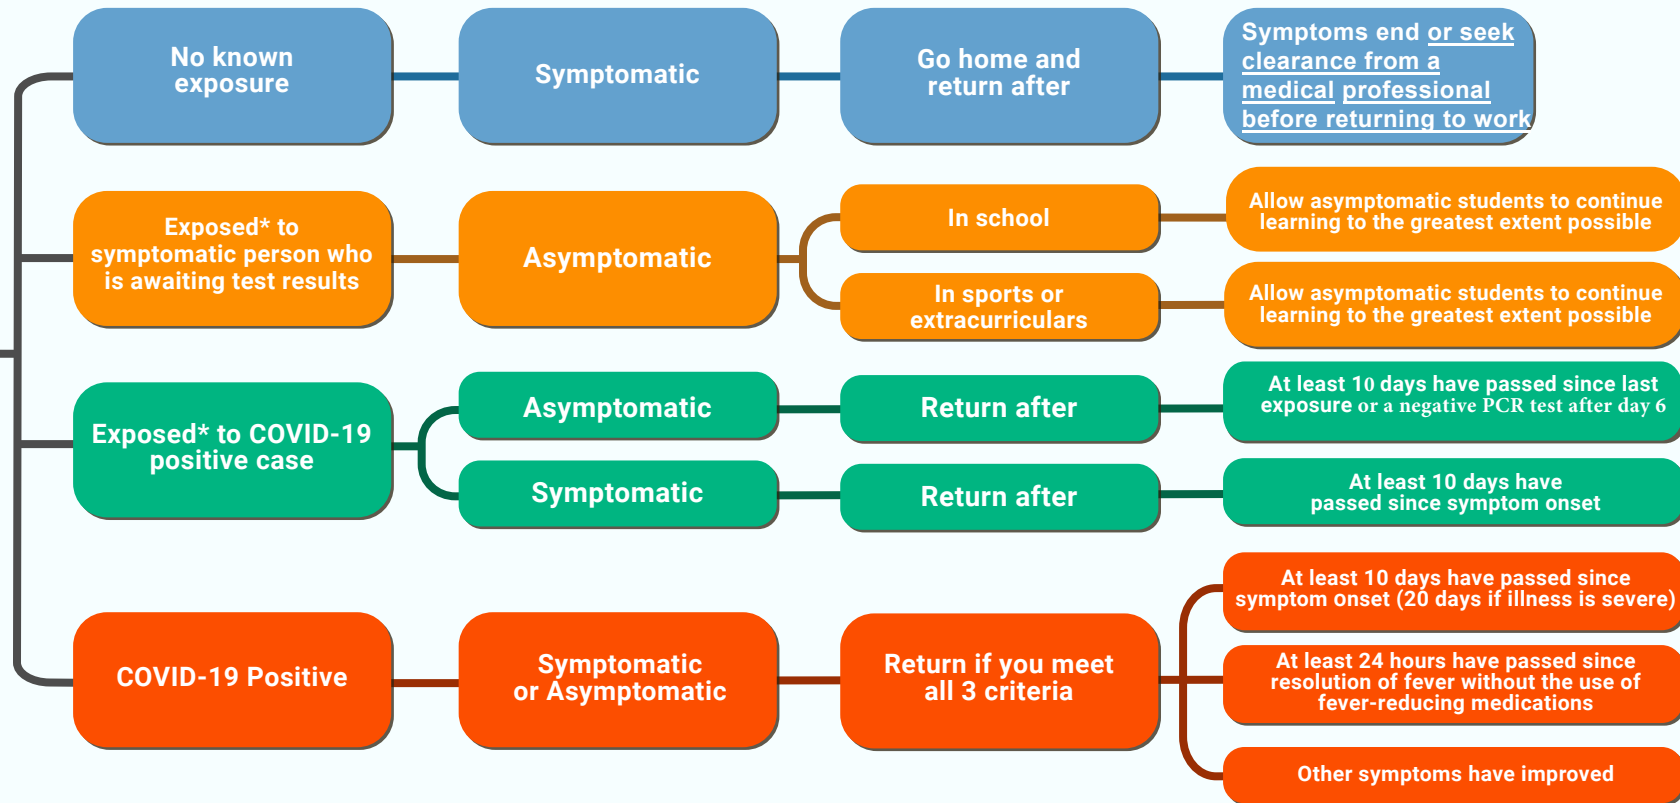 No known
exposure
Symptomatic
Go home and
return after
Symptoms end or seek
clearance from a
medical professional
before returning to work
Exposed* to
symptomatic person who
is awaiting test results
Asymptomatic
In school
Allow asymptomatic students to continue
learning to the greatest extent possible
In sports or
extracurriculars
Allow asymptomatic students to continue
learning to the greatest extent possible
Exposed* to COVID-19
positive case
Asymptomatic
Return after
At least 10 days have passed since last
exposure or a negative PCR test after day 6
Symptomatic
Return after
At least 10 days have
passed since symptom onset
COVID-19 Positive
Symptomatic
or Asymptomatic
Return if you meet
all 3 criteria
At least 10 days have passed since
symptom onset (20 days if illness is severe)
At least 24 hours have passed since
resolution of fever without the use of
fever-reducing medications
Other symptoms have improved